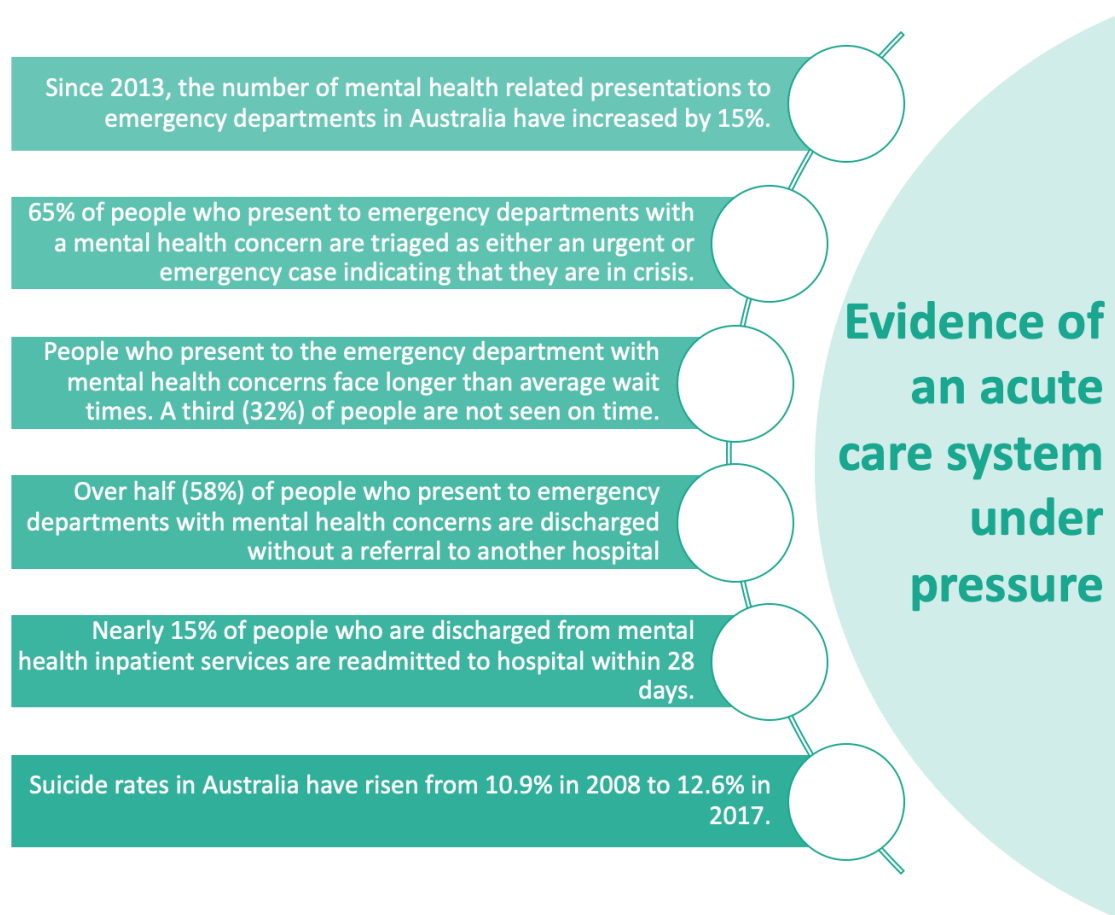 Since 2013, the number of mental health related presentations to
emergency departments in Australia have increased by 15%.
65% of people who present to emergency departments with
a mental health concern are triaged as either an urgent or
emergency case indicating that they are in crisis.
People who present to the emergency department with
mental health concerns face longer than average wait
times. A third (32%) of people are not seen on time.
Over half (58%) of people who present to emergency
departments with mental health concerns are discharged
without a referral to another hospital
Nearly 15% of people who are discharged from mental
health inpatient services are readmitted to hospital within 28
days.
Suicide rates in Australia have risen from 10.9% in 2008 to 12.6% in
2017.
Evidence of
an acute
care system
under
pressure